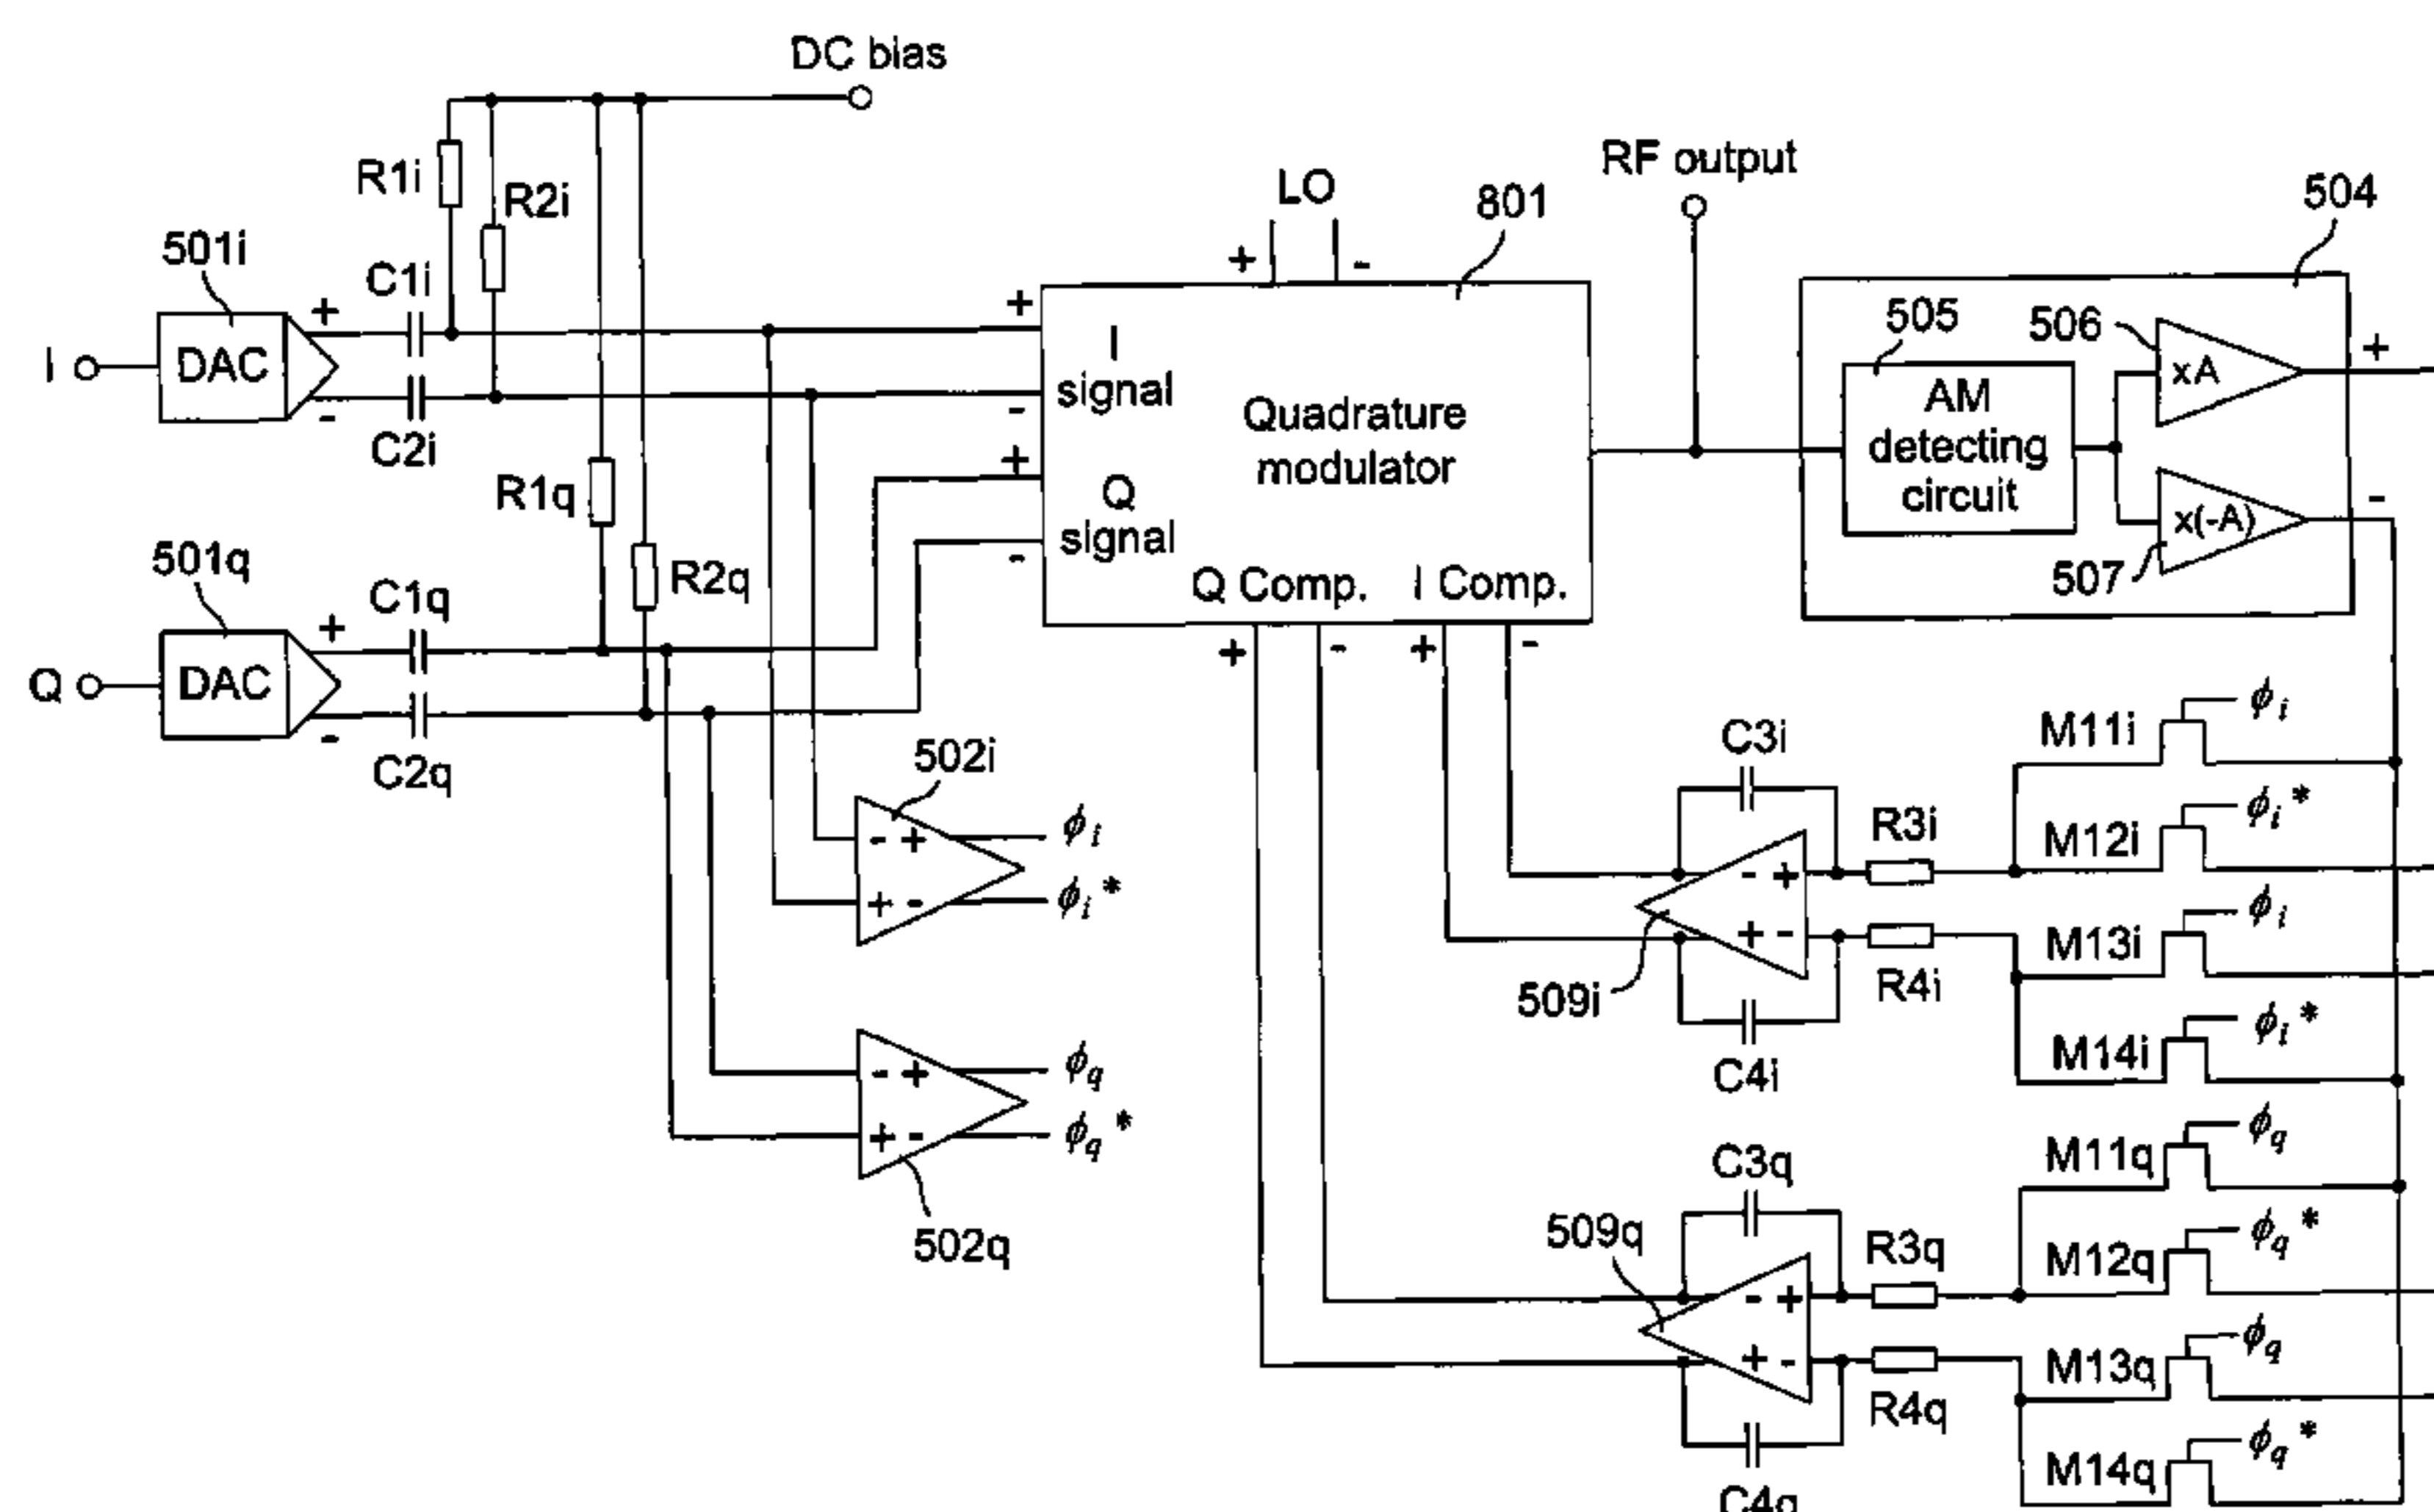 DC bias
R1i
R2i
LO
+ -
RF output
801
504
501i
C1i
+
I
DAC
-
C2i
+
I
signal
-
+
Q
signal
-
Quadrature
modulator
Q Comp.
I Comp.
+ - + -
505
AM
detecting
circuit
506
xA
+
x(-A)
-
507
R1q
R2q
501q
C1q
+
Q
DAC
-
C2q
502i
- +
+ -
ϕi
ϕi*
502q
- +
+ -
ϕq
ϕq*
C3i
R3i
- +
+ -
509i
R4i
C4i
M11i
ϕi
M12i
ϕi*
M13i
ϕi
M14i
ϕi*
C3q
509q
R3q
- +
+ -
R4q
C4q
M11q
ϕq
M12q
ϕq*
M13q
ϕq
M14q
ϕq*